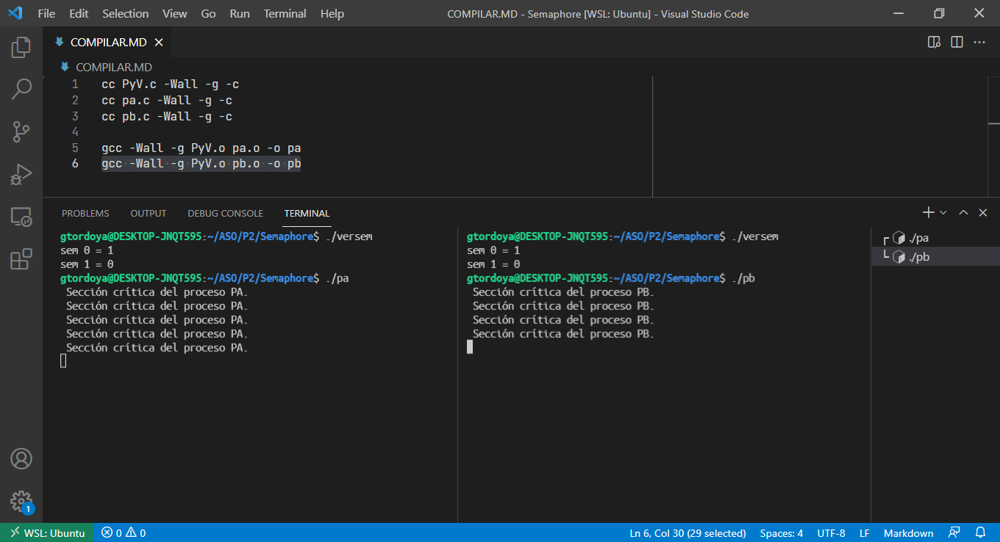 File Edit Selection View Go Run Terminal Help COMPILAR.MD - Semaphore [WSL: Ubuntu] - Visual Studio Code
COMPILAR.MD
COMPILAR.MD
1 cc PyV.c -Wall -g -c
2 cc pa.c -Wall -g -c
3 cc pb.c -Wall -g -c
4
5 gcc -Wall -g PyV.o pa.o -o pa
6 gcc -Wall -g PyV.o pb.o -o pb
PROBLEMS OUTPUT DEBUG CONSOLE TERMINAL
gtordoya@DESKTOP-JNQT595:~/ASO/P2/Semaphore$ ./versem
sem 0 = 1
sem 1 = 0
gtordoya@DESKTOP-JNQT595:~/ASO/P2/Semaphore$ ./pa
Sección crítica del proceso PA.
Sección crítica del proceso PA.
Sección crítica del proceso PA.
Sección crítica del proceso PA.
Sección crítica del proceso PA.
gtordoya@DESKTOP-JNQT595:~/ASO/P2/Semaphore$ ./versem
sem 0 = 1
sem 1 = 0
gtordoya@DESKTOP-JNQT595:~/ASO/P2/Semaphore$ ./pb
Sección crítica del proceso PB.
Sección crítica del proceso PB.
Sección crítica del proceso PB.
Sección crítica del proceso PB.
./pa
./pb
1
WSL: Ubuntu 0 0 Ln 6, Col 30 (29 selected) Spaces: 4 UTF-8 LF Markdown